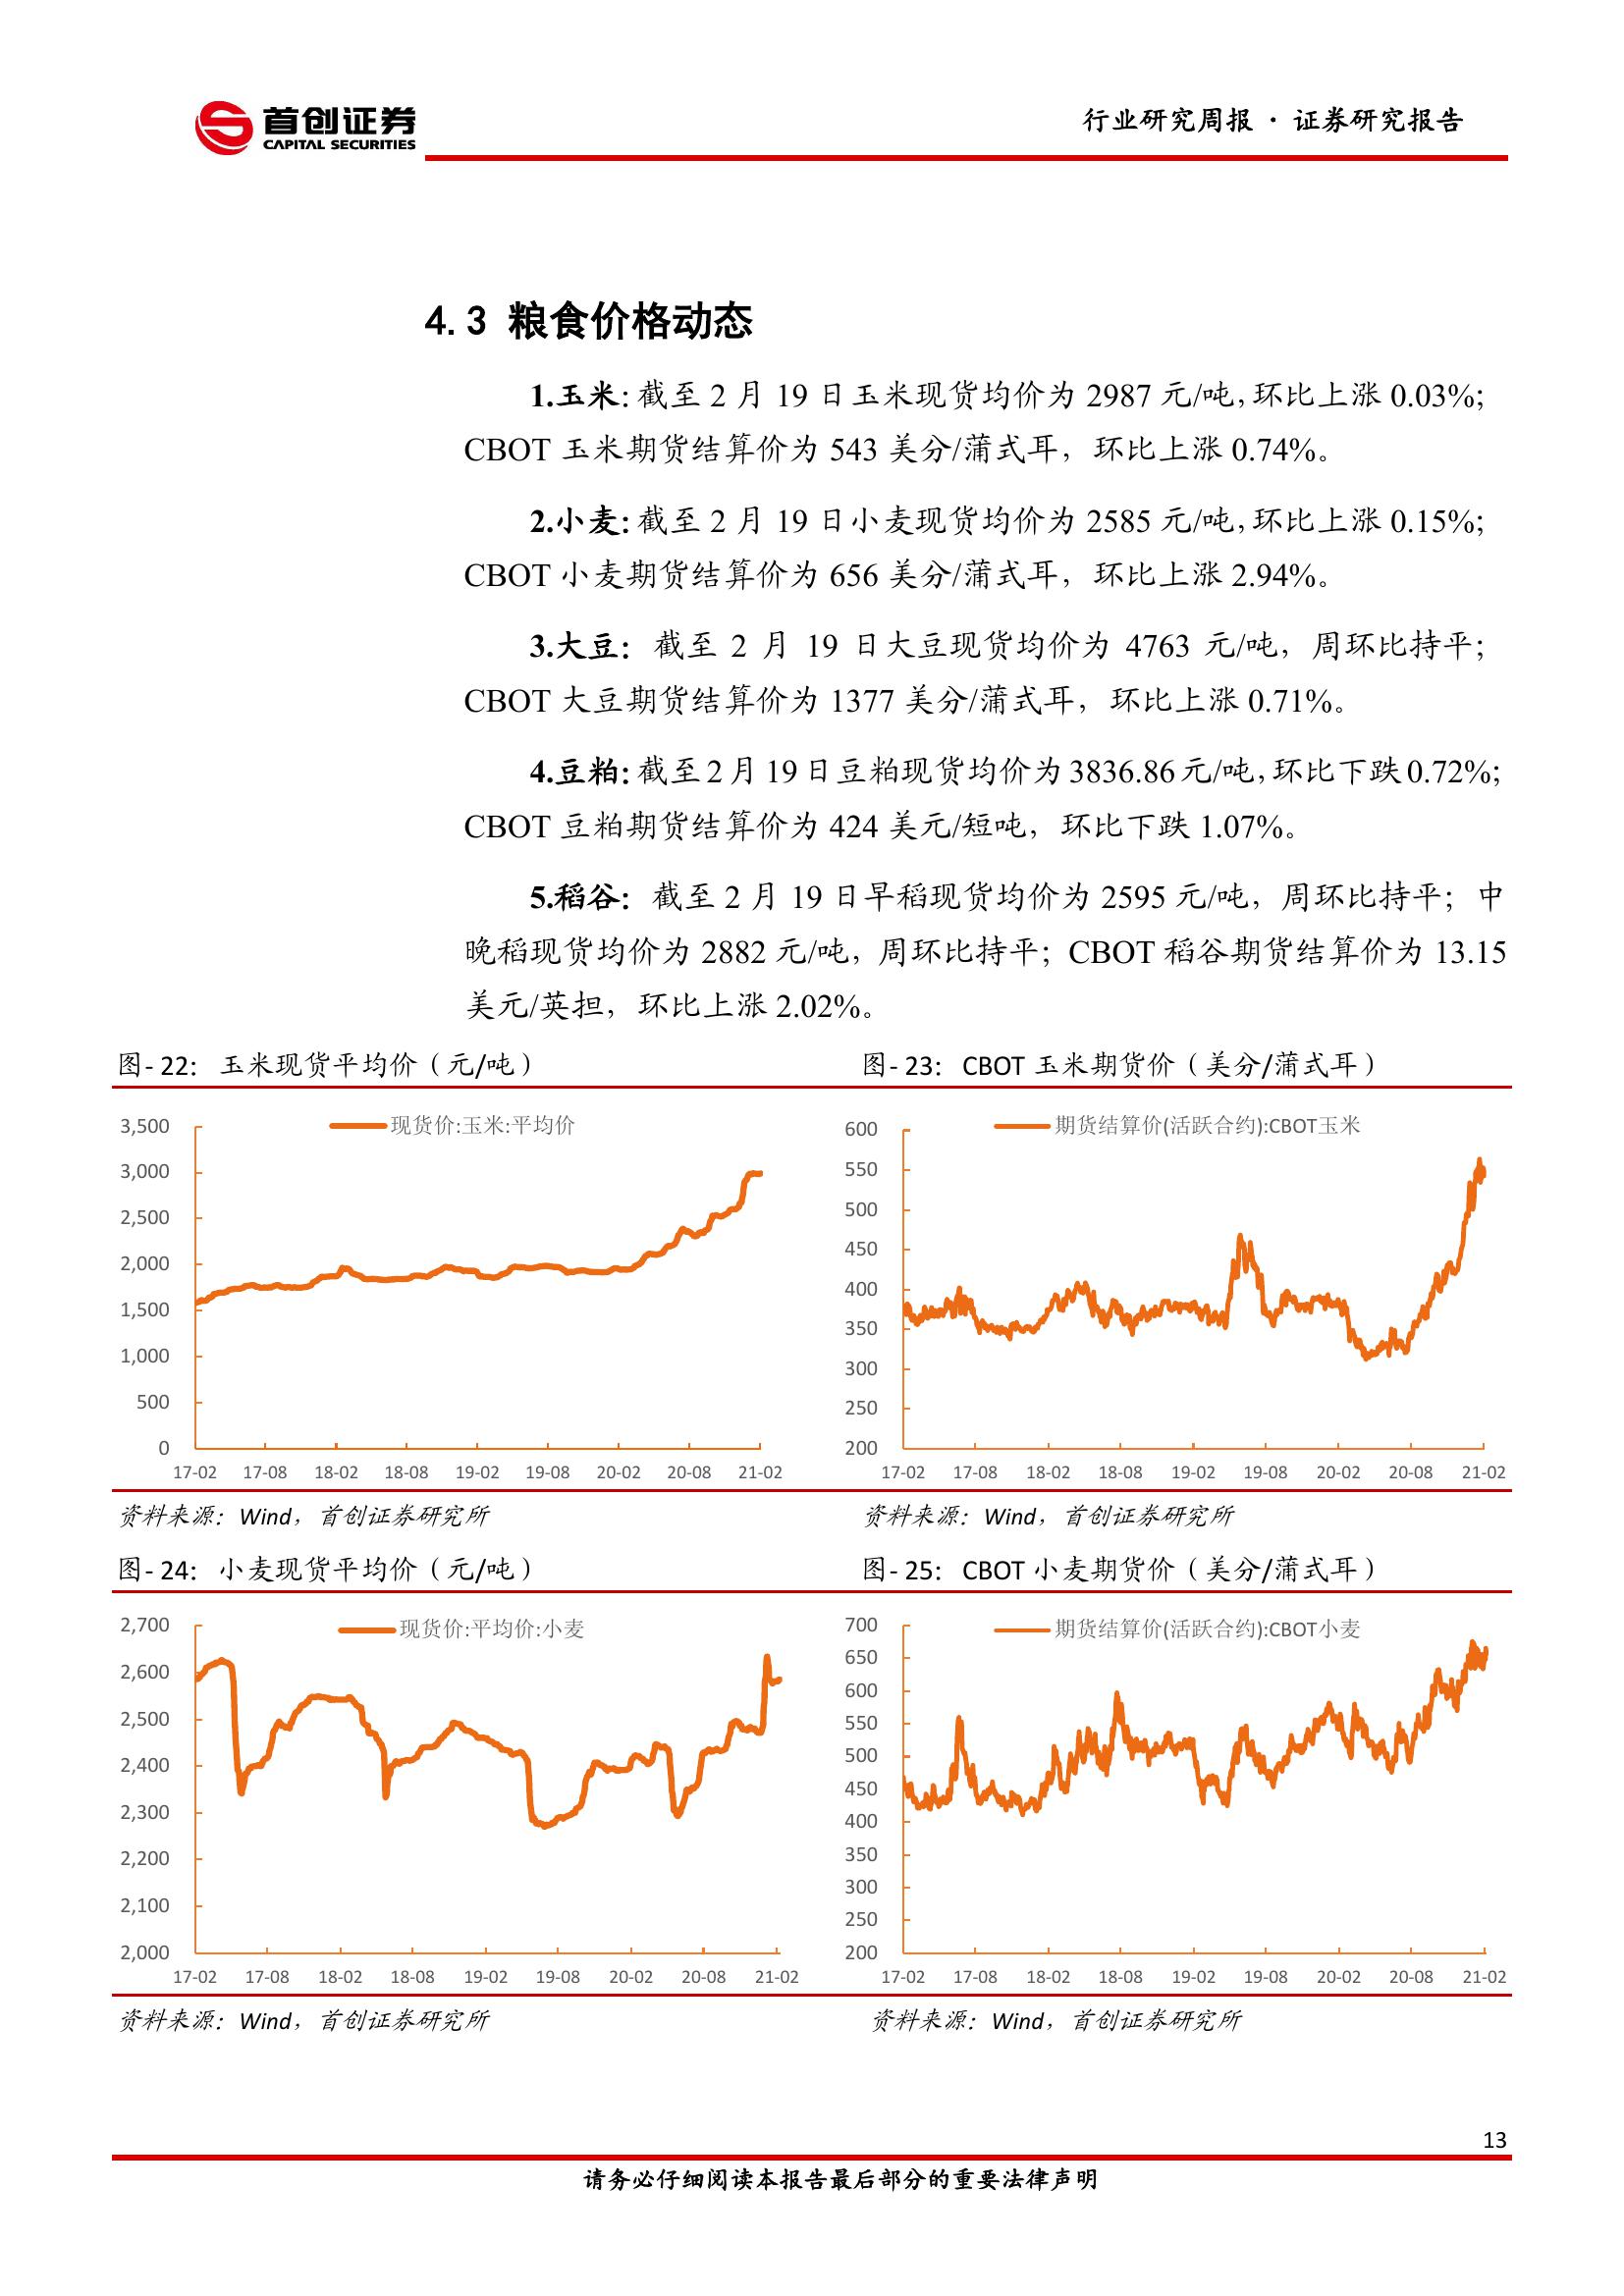 首创证券
CAPITAL SECURITIES
行业研究周报 · 证券研究报告
4.3 粮食价格动态
1.玉米：截至 2 月 19 日玉米现货均价为 2987 元/吨，环比上涨 0.03%；
CBOT 玉米期货结算价为 543 美分/蒲式耳，环比上涨 0.74%。
2.小麦：截至 2 月 19 日小麦现货均价为 2585 元/吨，环比上涨 0.15%；
CBOT 小麦期货结算价为 656 美分/蒲式耳，环比上涨 2.94%。
3.大豆：截至 2 月 19 日大豆现货均价为 4763 元/吨，周环比持平；
CBOT 大豆期货结算价为 1377 美分/蒲式耳，环比上涨 0.71%。
4.豆粕：截至 2 月 19 日豆粕现货均价为 3836.86 元/吨，环比下跌 0.72%；
CBOT 豆粕期货结算价为 424 美元/短吨，环比下跌 1.07%。
5.稻谷：截至 2 月 19 日早稻现货均价为 2595 元/吨，周环比持平；中
晚稻现货均价为 2882 元/吨，周环比持平；CBOT 稻谷期货结算价为 13.15
美元/英担，环比上涨 2.02%。
图- 22：玉米现货平均价（元/吨）
现货价:玉米:平均价
3,500
3,000
2,500
2,000
1,500
1,000
500
0
17-02 17-08 18-02 18-08 19-02 19-08 20-02 20-08 21-02
资料来源：Wind，首创证券研究所
图- 23：CBOT 玉米期货价（美分/蒲式耳）
期货结算价(活跃合约):CBOT玉米
600
550
500
450
400
350
300
250
200
17-02 17-08 18-02 18-08 19-02 19-08 20-02 20-08 21-02
资料来源：Wind，首创证券研究所
图- 24：小麦现货平均价（元/吨）
现货价:平均价:小麦
2,700
2,600
2,500
2,400
2,300
2,200
2,100
2,000
17-02 17-08 18-02 18-08 19-02 19-08 20-02 20-08 21-02
资料来源：Wind，首创证券研究所
图- 25：CBOT 小麦期货价（美分/蒲式耳）
期货结算价(活跃合约):CBOT小麦
700
650
600
550
500
450
400
350
300
250
200
17-02 17-08 18-02 18-08 19-02 19-08 20-02 20-08 21-02
资料来源：Wind，首创证券研究所
13
请务必仔细阅读本报告最后部分的重要法律声明